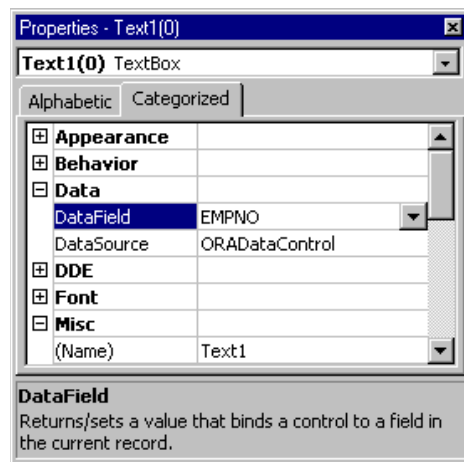 Properties - Text1(0)
Text1(0) TextBox
Alphabetic Categorized
Appearance
Behavior
Data
DataField EMPNO
DataSource ORADataControl
DDE
Font
Misc
(Name) Text1
DataField
Returns/sets a value that binds a control to a field in
the current record.